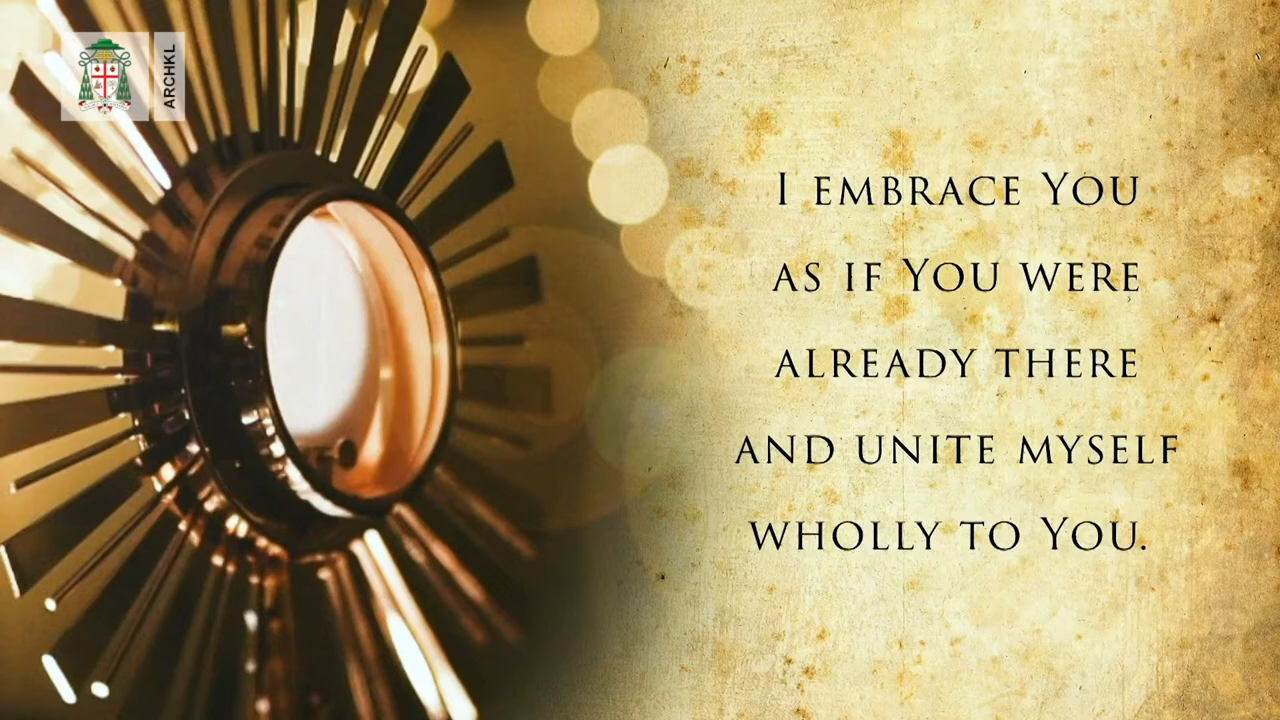 ARCHKL
I EMBRACE YOU
AS IF YOU WERE
ALREADY THERE
AND UNITE MYSELF
WHOLLY TO YOU.